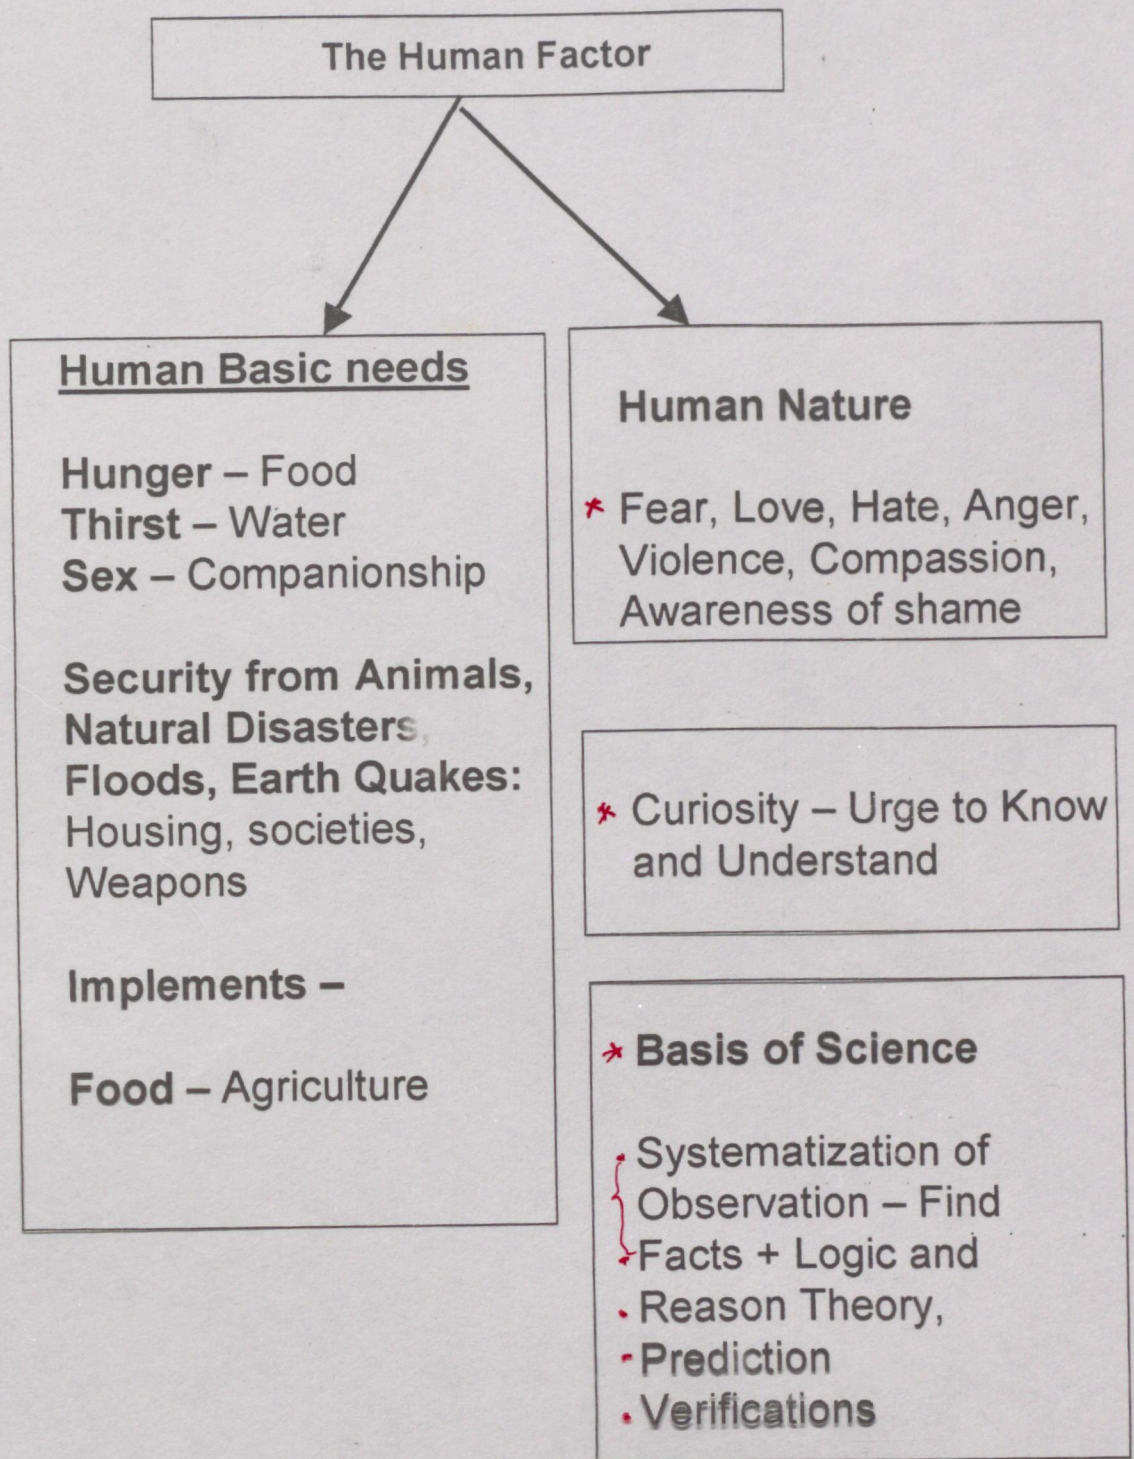 The Human Factor
Human Basic needs
Hunger – Food
Thirst – Water
Sex – Companionship
Security from Animals,
Natural Disasters,
Floods, Earth Quakes:
Housing, societies,
Weapons
Implements –
Food – Agriculture
Human Nature
* Fear, Love, Hate, Anger,
Violence, Compassion,
Awareness of shame
* Curiosity – Urge to Know
and Understand
* Basis of Science
Systematization of
Observation – Find
Facts + Logic and
Reason Theory,
Prediction
Verifications